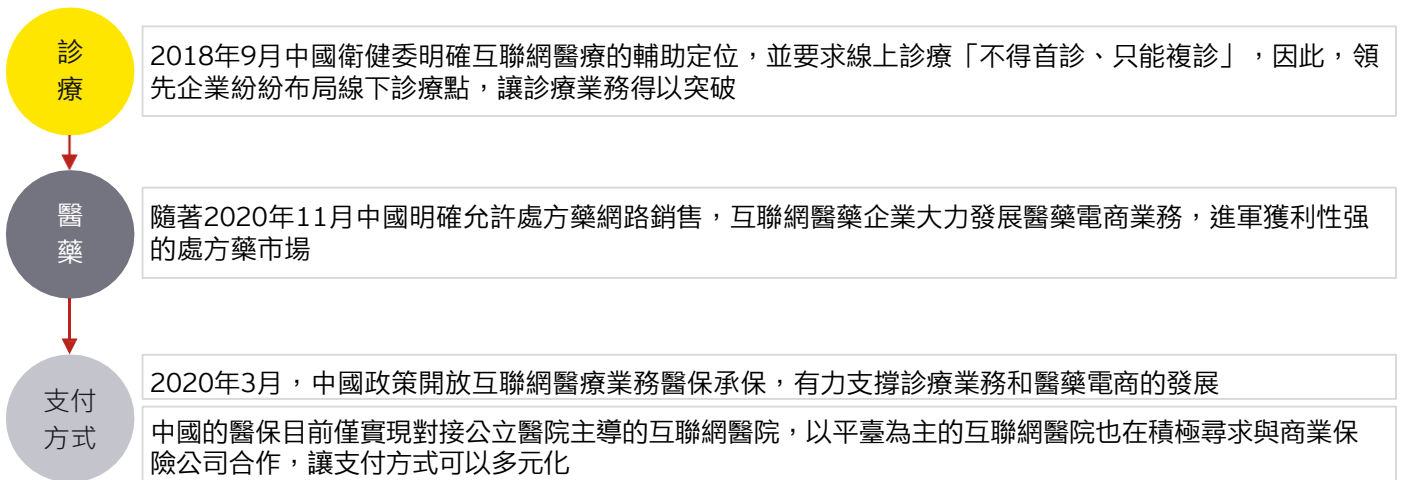 診
療
2018年9月中國衛健委明確互聯網醫療的輔助定位，並要求線上診療「不得首診、只能複診」，因此，領
先企業紛紛布局線下診療點，讓診療業務得以突破
醫
藥
隨著2020年11月中國明確允許處方藥網路銷售，互聯網醫藥企業大力發展醫藥電商業務，進軍獲利性强
的處方藥市場
支付
方式
2020年3月，中國政策開放互聯網醫療業務醫保承保，有力支撐診療業務和醫藥電商的發展
中國的醫保目前僅實現對接公立醫院主導的互聯網醫院，以平臺為主的互聯網醫院也在積極尋求與商業保
險公司合作，讓支付方式可以多元化